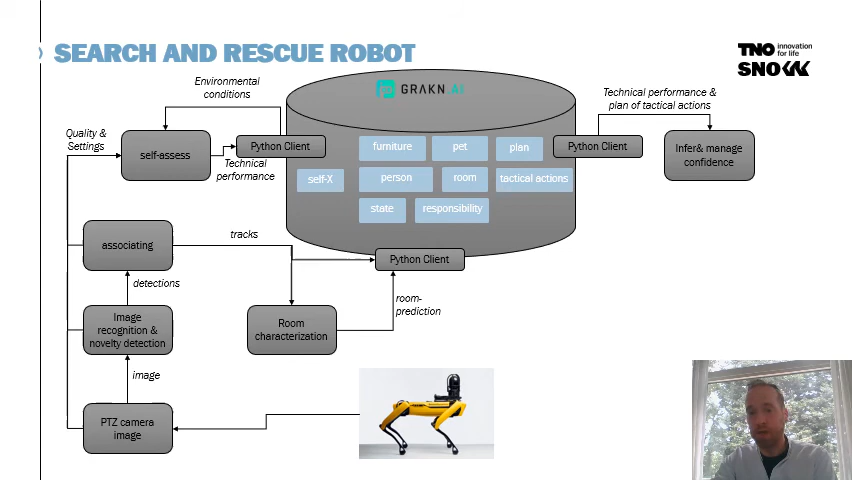 SEARCH AND RESCUE ROBOT
TNO innovation
for life
SNOW
GRAKN.AI
Environmental
conditions
Technical performance &
plan of tactical actions
Quality &
Settings
self-assess
Python Client
Technical
performance
furniture
pet
plan
Python Client
Infer& manage
confidence
self-X
person
room
tactical actions
state
responsibility
associating
tracks
Python Client
detections
room-
prediction
Image
recognition &
novelty detection
Room
characterization
image
PTZ camera
image